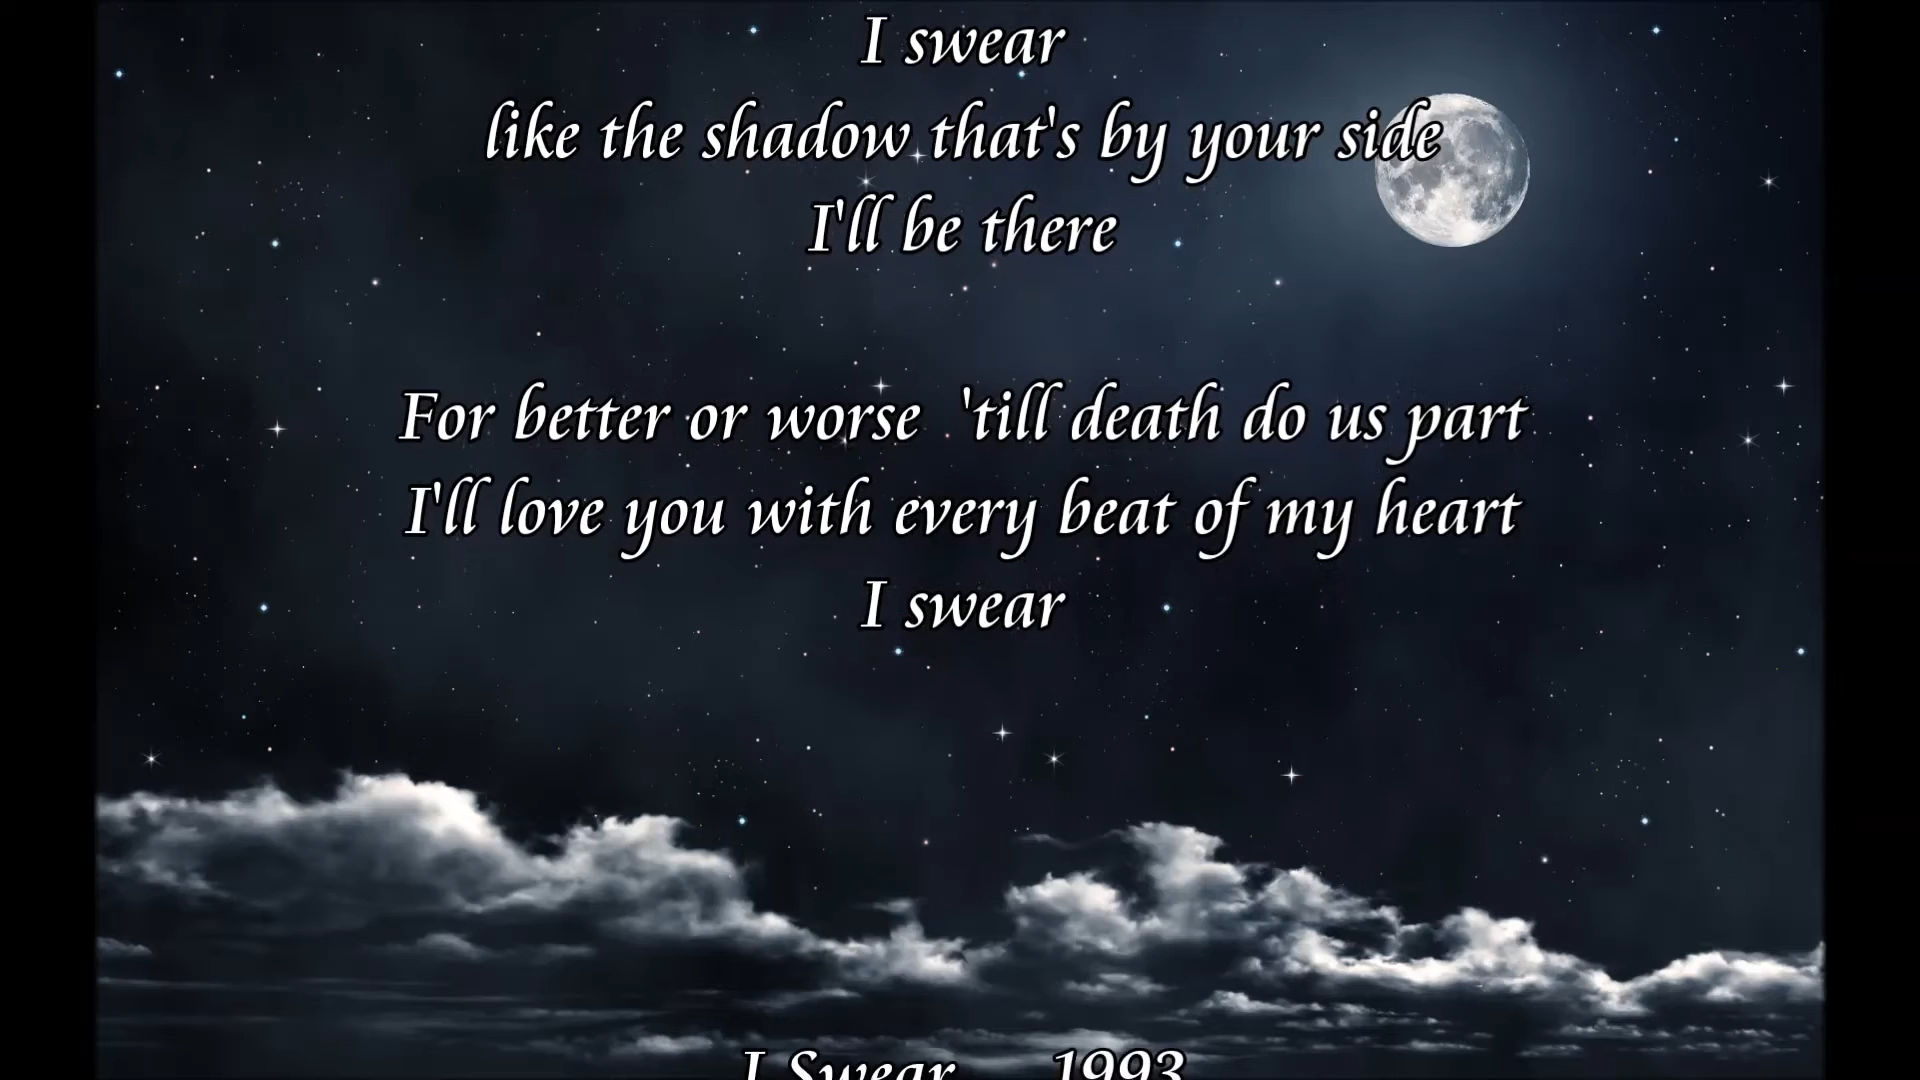 I swear
like the shadow that's by your side
I'll be there
For better or worse  'till death do us part
I'll love you with every beat of my heart
I swear
I Swear 1993